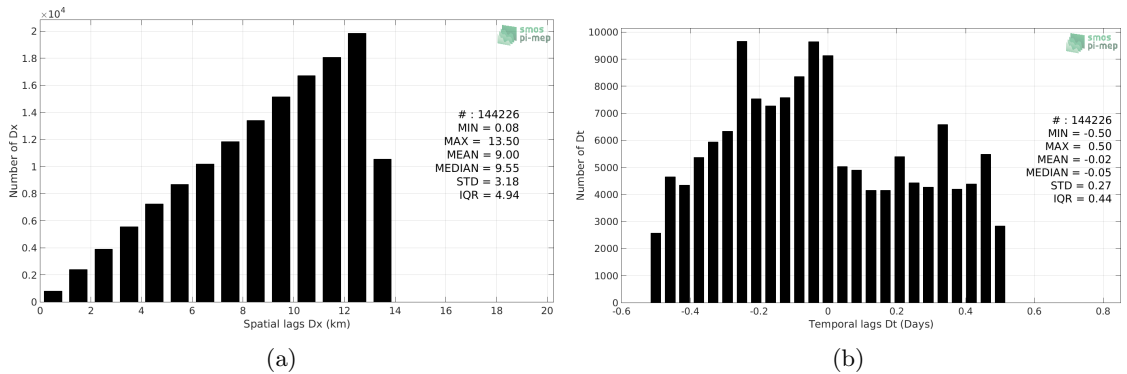 ×10⁴
2
1.8
1.6
1.4
1.2
1
0.8
0.6
0.4
0.2
0
Number of Dx
smos
pi-mep
# : 144226
MIN = 0.08
MAX = 13.50
MEAN = 9.00
MEDIAN = 9.55
STD = 3.18
IQR = 4.94
0 2 4 6 8 10 12 14 16 18 20
Spatial lags Dx (km)
(a)
10000
9000
8000
7000
6000
5000
4000
3000
2000
1000
0
Number of Dt
smos
pi-mep
# : 144226
MIN = -0.50
MAX = 0.50
MEAN = -0.02
MEDIAN = -0.05
STD = 0.27
IQR = 0.44
-0.6 -0.4 -0.2 0 0.2 0.4 0.6 0.8
Temporal lags Dt (Days)
(b)